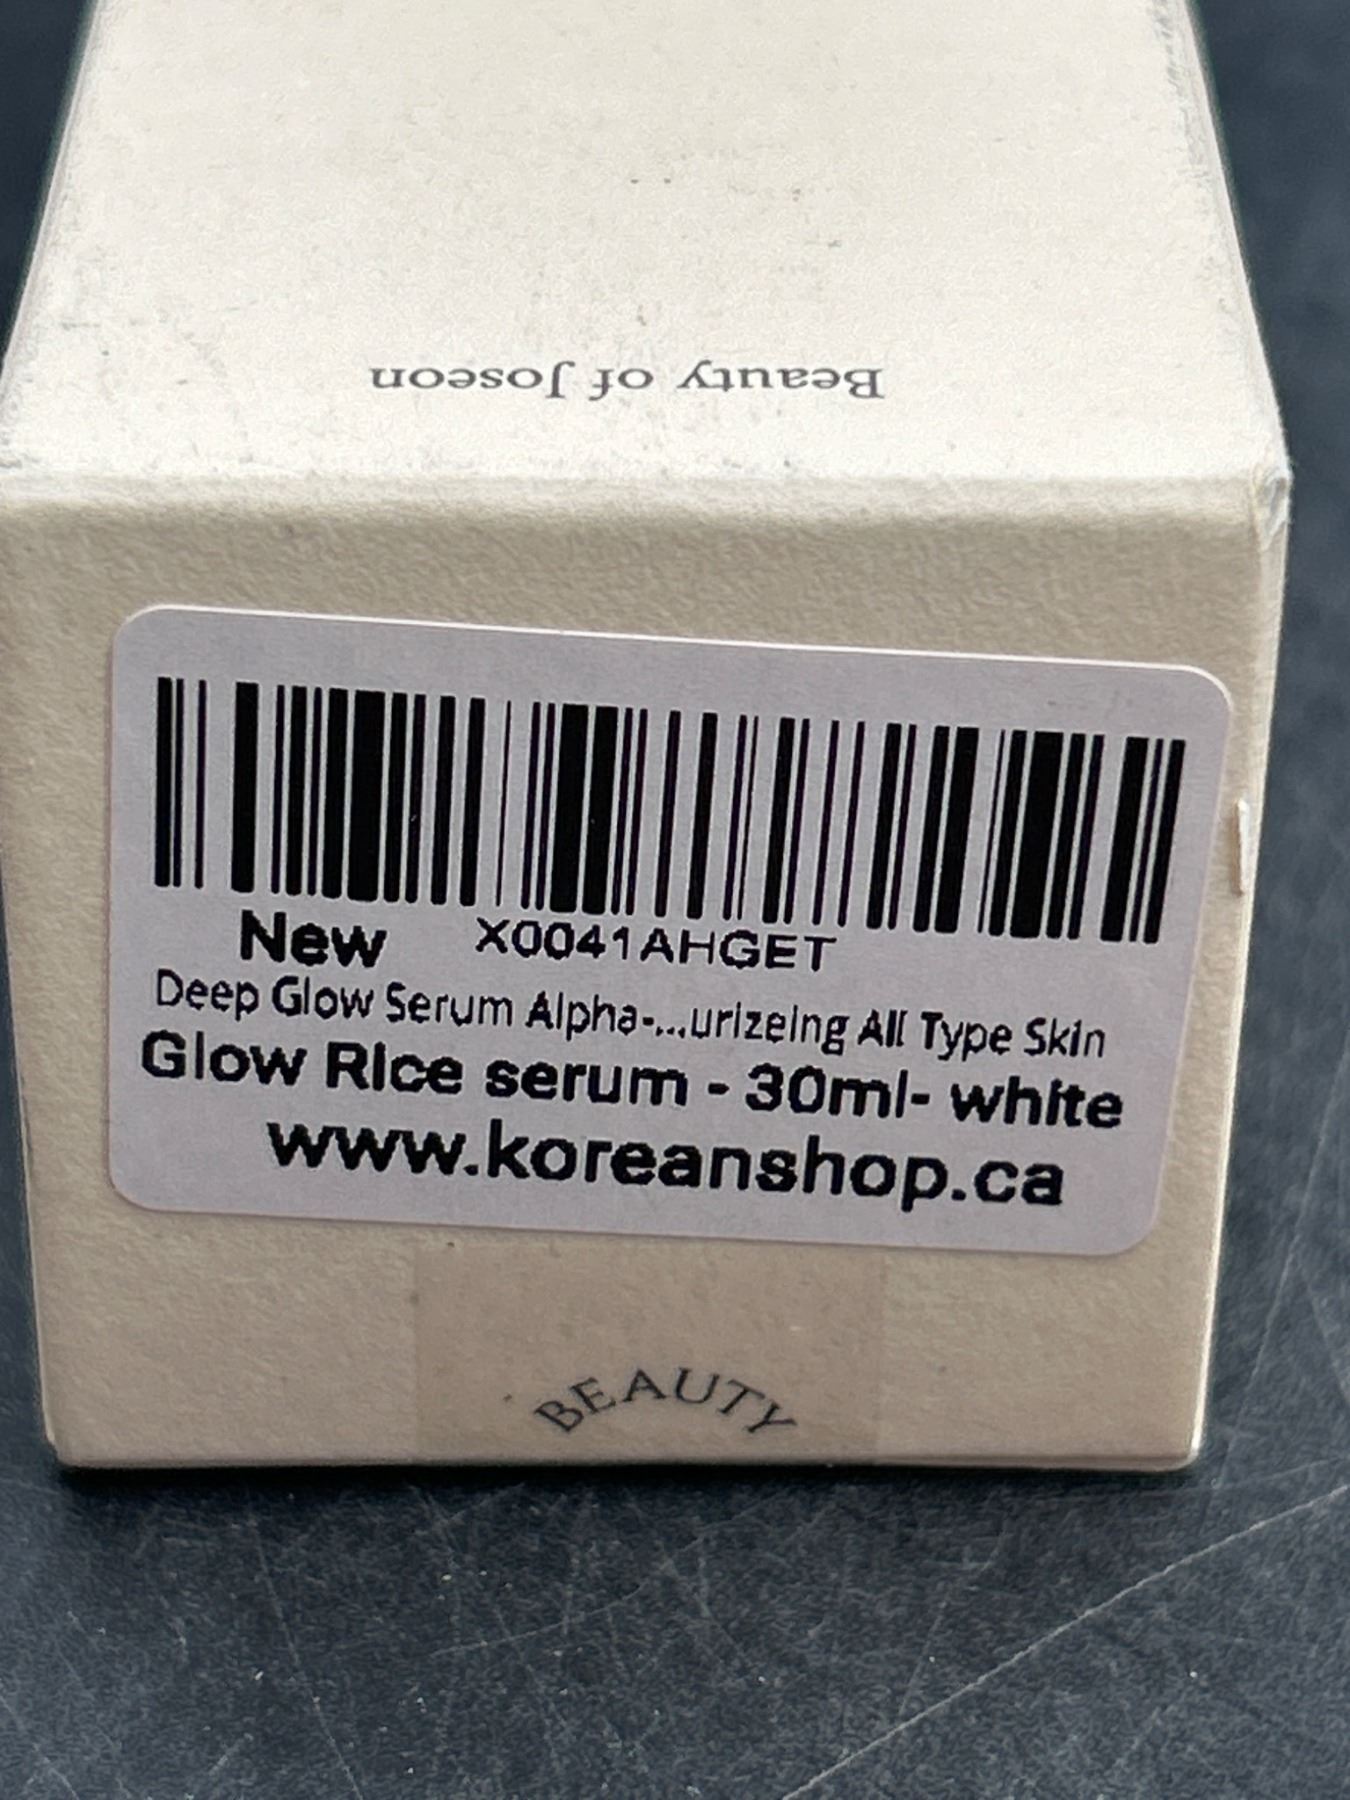 Beauty of Joseon
New X0041AHGET
Deep Glow Serum Alpha-...urizeing All Type Skin
Glow Rice serum - 30ml- white
www.koreanshop.ca
BEAUTY